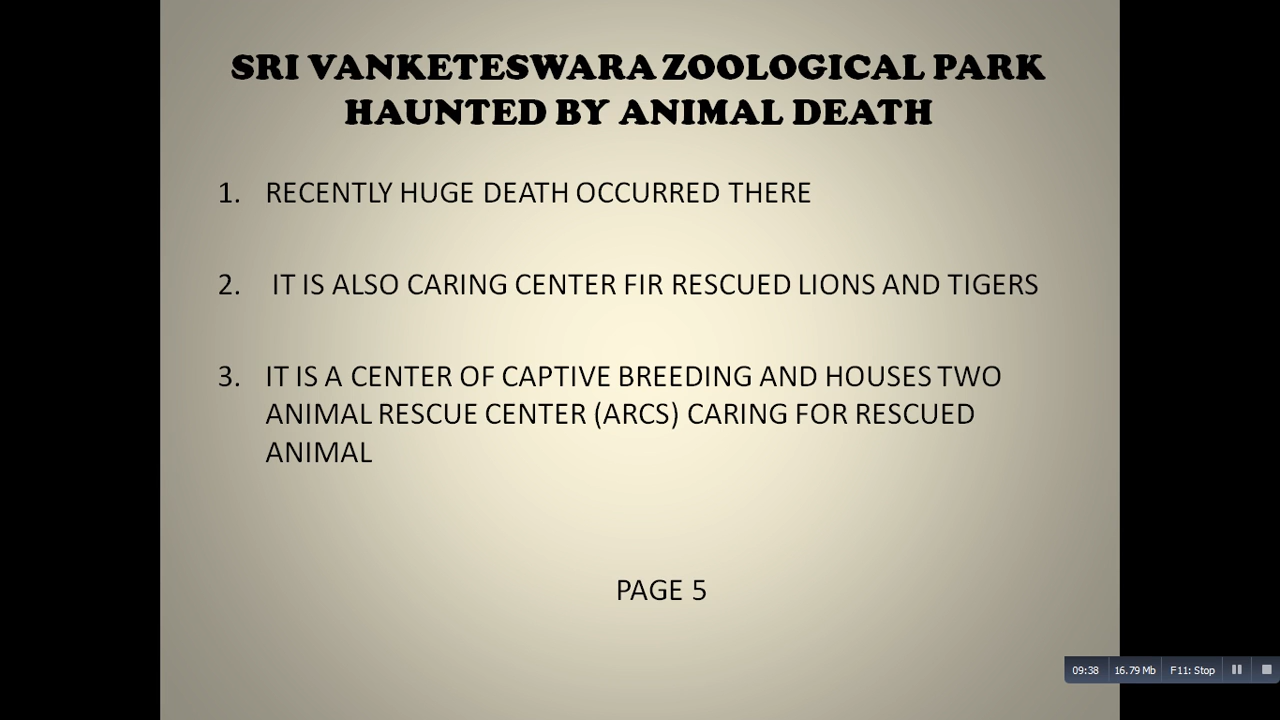 SRI VANKETESWARA ZOOLOGICAL PARK
HAUNTED BY ANIMAL DEATH
1. RECENTLY HUGE DEATH OCCURRED THERE
2. IT IS ALSO CARING CENTER FIR RESCUED LIONS AND TIGERS
3. IT IS A CENTER OF CAPTIVE BREEDING AND HOUSES TWO
ANIMAL RESCUE CENTER (ARCS) CARING FOR RESCUED
ANIMAL
PAGE 5
09:38 16.79 Mb F11: Stop